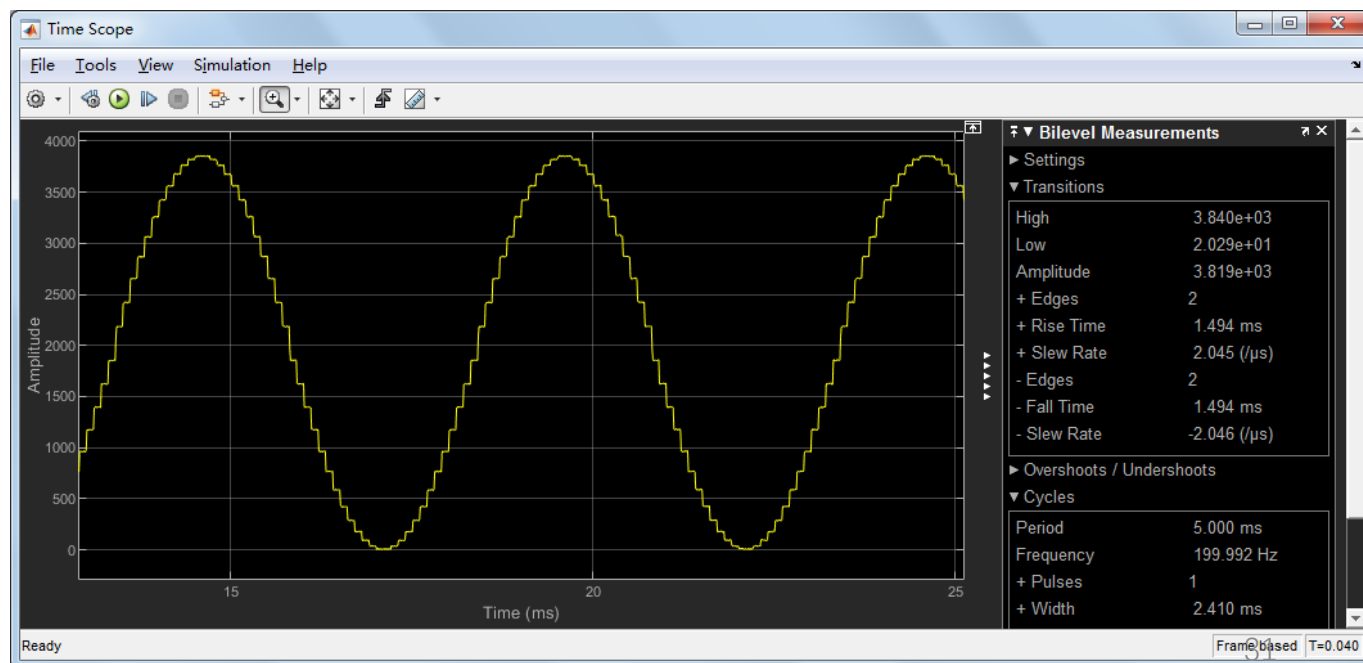 Time Scope
File Tools View Simulation Help
4000
3500
3000
2500
2000
1500
1000
500
0
Amplitude
15 20 25
Time (ms)
Bilevel Measurements
Settings
Transitions
High 3.840e+03
Low 2.029e+01
Amplitude 3.819e+03
+ Edges 2
+ Rise Time 1.494 ms
+ Slew Rate 2.045 (/μs)
- Edges 2
- Fall Time 1.494 ms
- Slew Rate -2.046 (/μs)
Overshoots / Undershoots
Cycles
Period 5.000 ms
Frequency 199.992 Hz
+ Pulses 1
+ Width 2.410 ms
Ready Frame based T=0.040
31